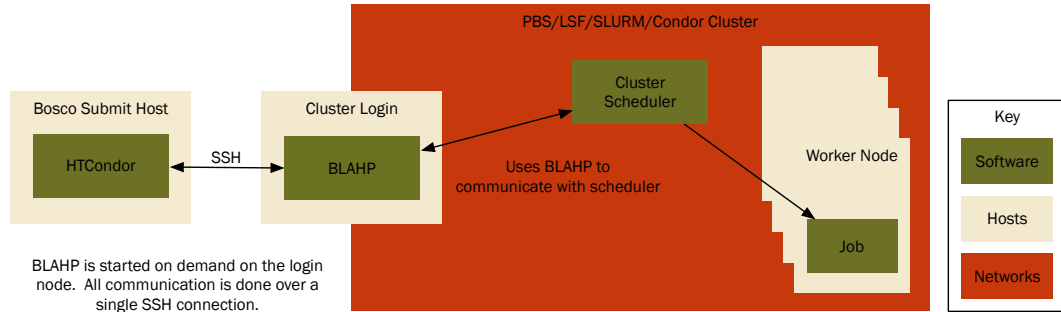 PBS/LSF/SLURM/Condor Cluster
Bosco Submit Host
HTCondor
SSH
Cluster Login
BLAHP
Cluster
Scheduler
Uses BLAHP to
communicate with scheduler
Worker Node
Job
BLAHP is started on demand on the login
node.  All communication is done over a
single SSH connection.
Key
Software
Hosts
Networks